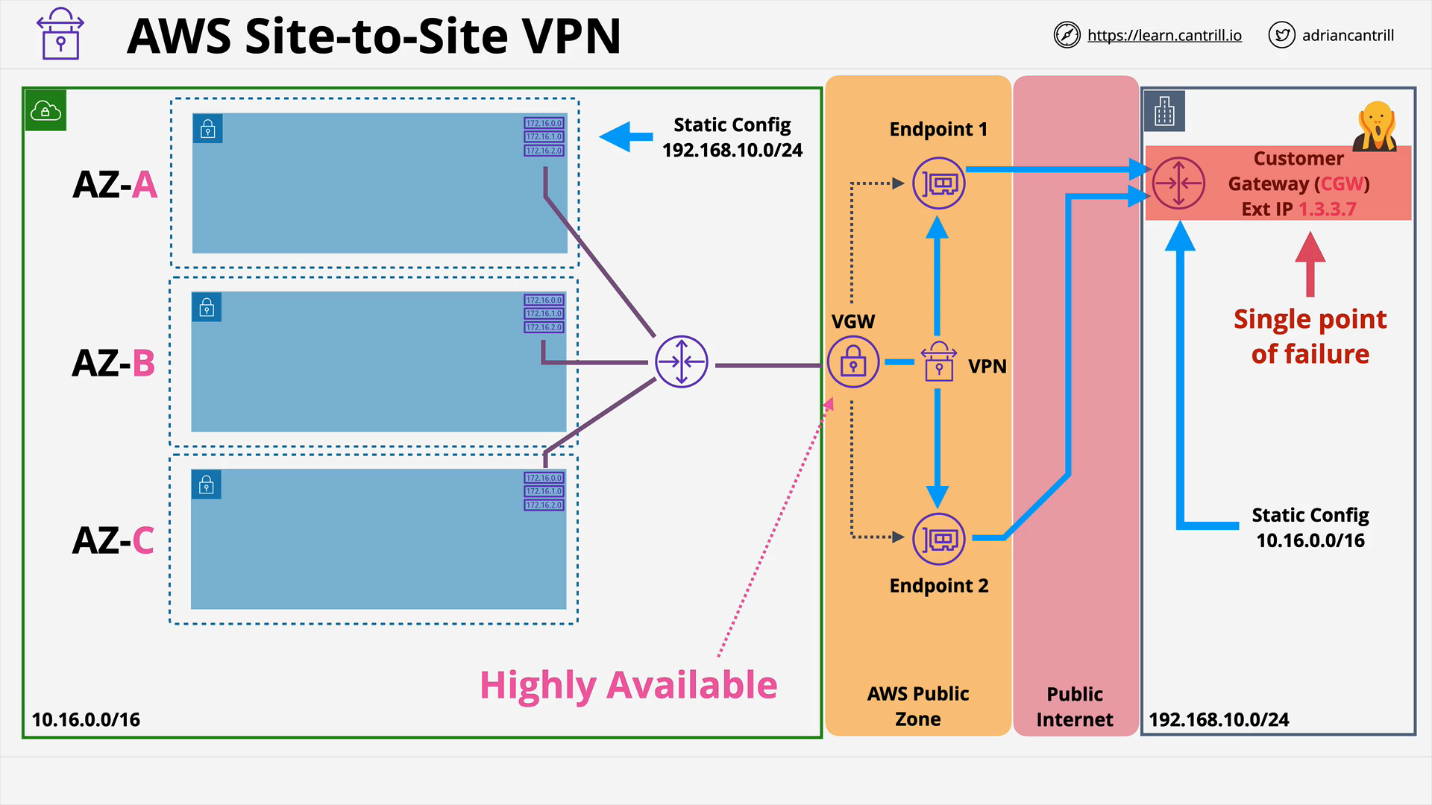 AWS Site-to-Site VPN
https://learn.cantrill.io
adriancantrill
AZ-A
172.16.0.0
172.16.1.0
172.16.2.0
Static Config
192.168.10.0/24
AZ-B
172.16.0.0
172.16.1.0
172.16.2.0
AZ-C
172.16.0.0
172.16.1.0
172.16.2.0
Highly Available
10.16.0.0/16
Endpoint 1
VGW
VPN
Endpoint 2
AWS Public
Zone
Public
Internet
Customer
Gateway (CGW)
Ext IP 1.3.3.7
Single point
of failure
Static Config
10.16.0.0/16
192.168.10.0/24